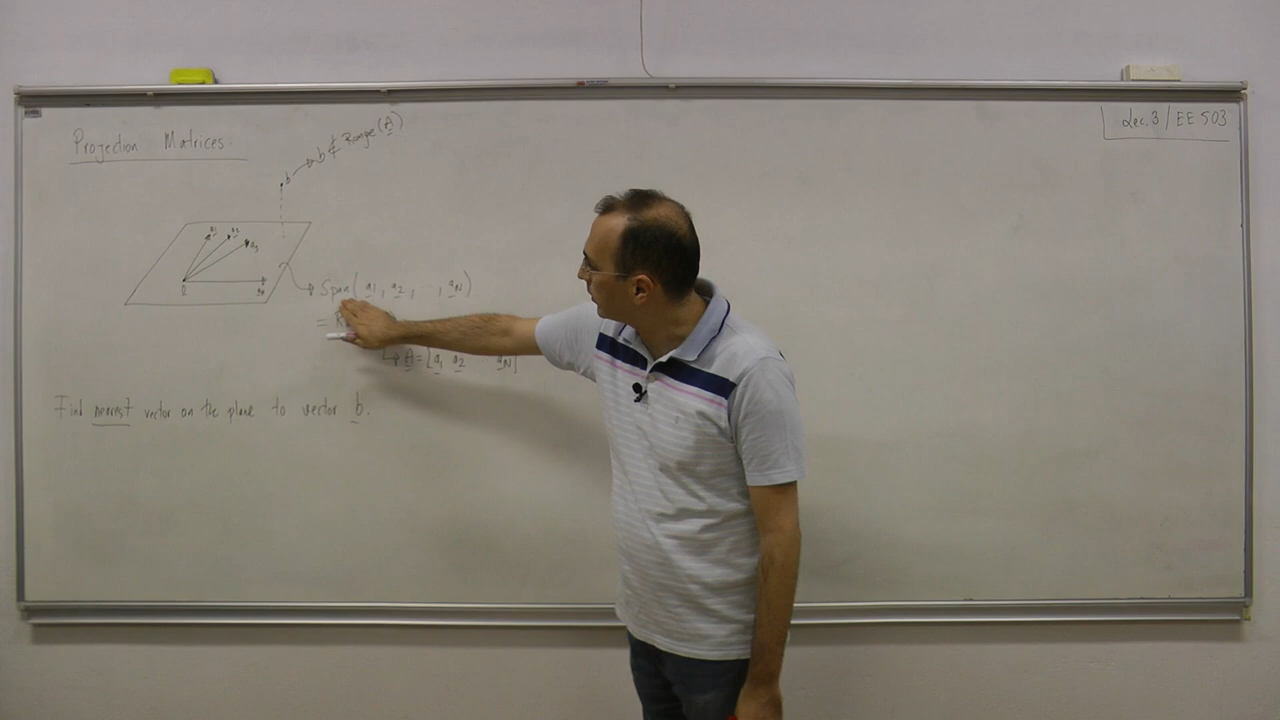 Lec. 3 / EE 503
Projection Matrices.
b → b ∉ Range(A)
a1 a2 a3
0
Span(a1, a2, ..., aN)
= R
↳ A = [a1 a2 ... aN]
Find nearest vector on the plane to vector b.